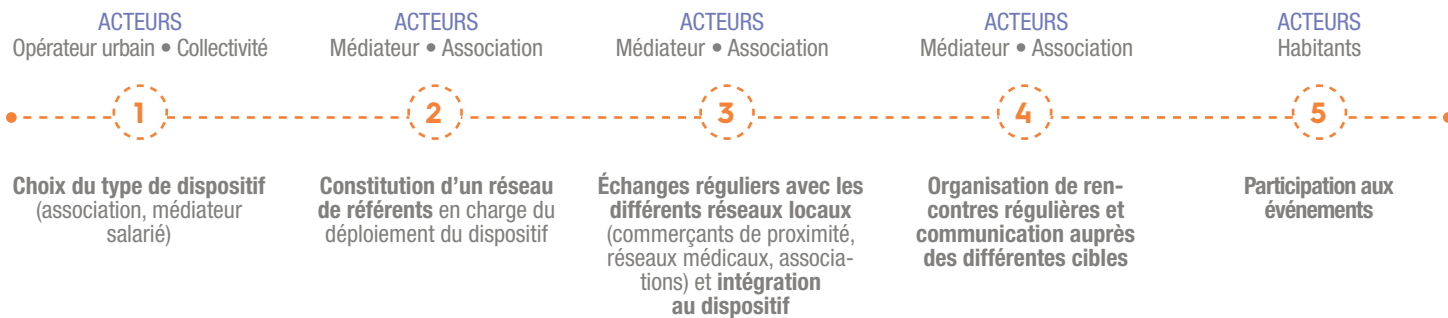 ACTEURS
Opérateur urbain • Collectivité
1
Choix du type de dispositif
(association, médiateur
salarié)
ACTEURS
Médiateur • Association
2
Constitution d’un réseau
de référents en charge du
déploiement du dispositif
ACTEURS
Médiateur • Association
3
Échanges réguliers avec les
différents réseaux locaux
(commerçants de proximité,
réseaux médicaux, associa-
tions) et intégration
au dispositif
ACTEURS
Médiateur • Association
4
Organisation de ren-
contres régulières et
communication auprès
des différentes cibles
ACTEURS
Habitants
5
Participation aux
événements